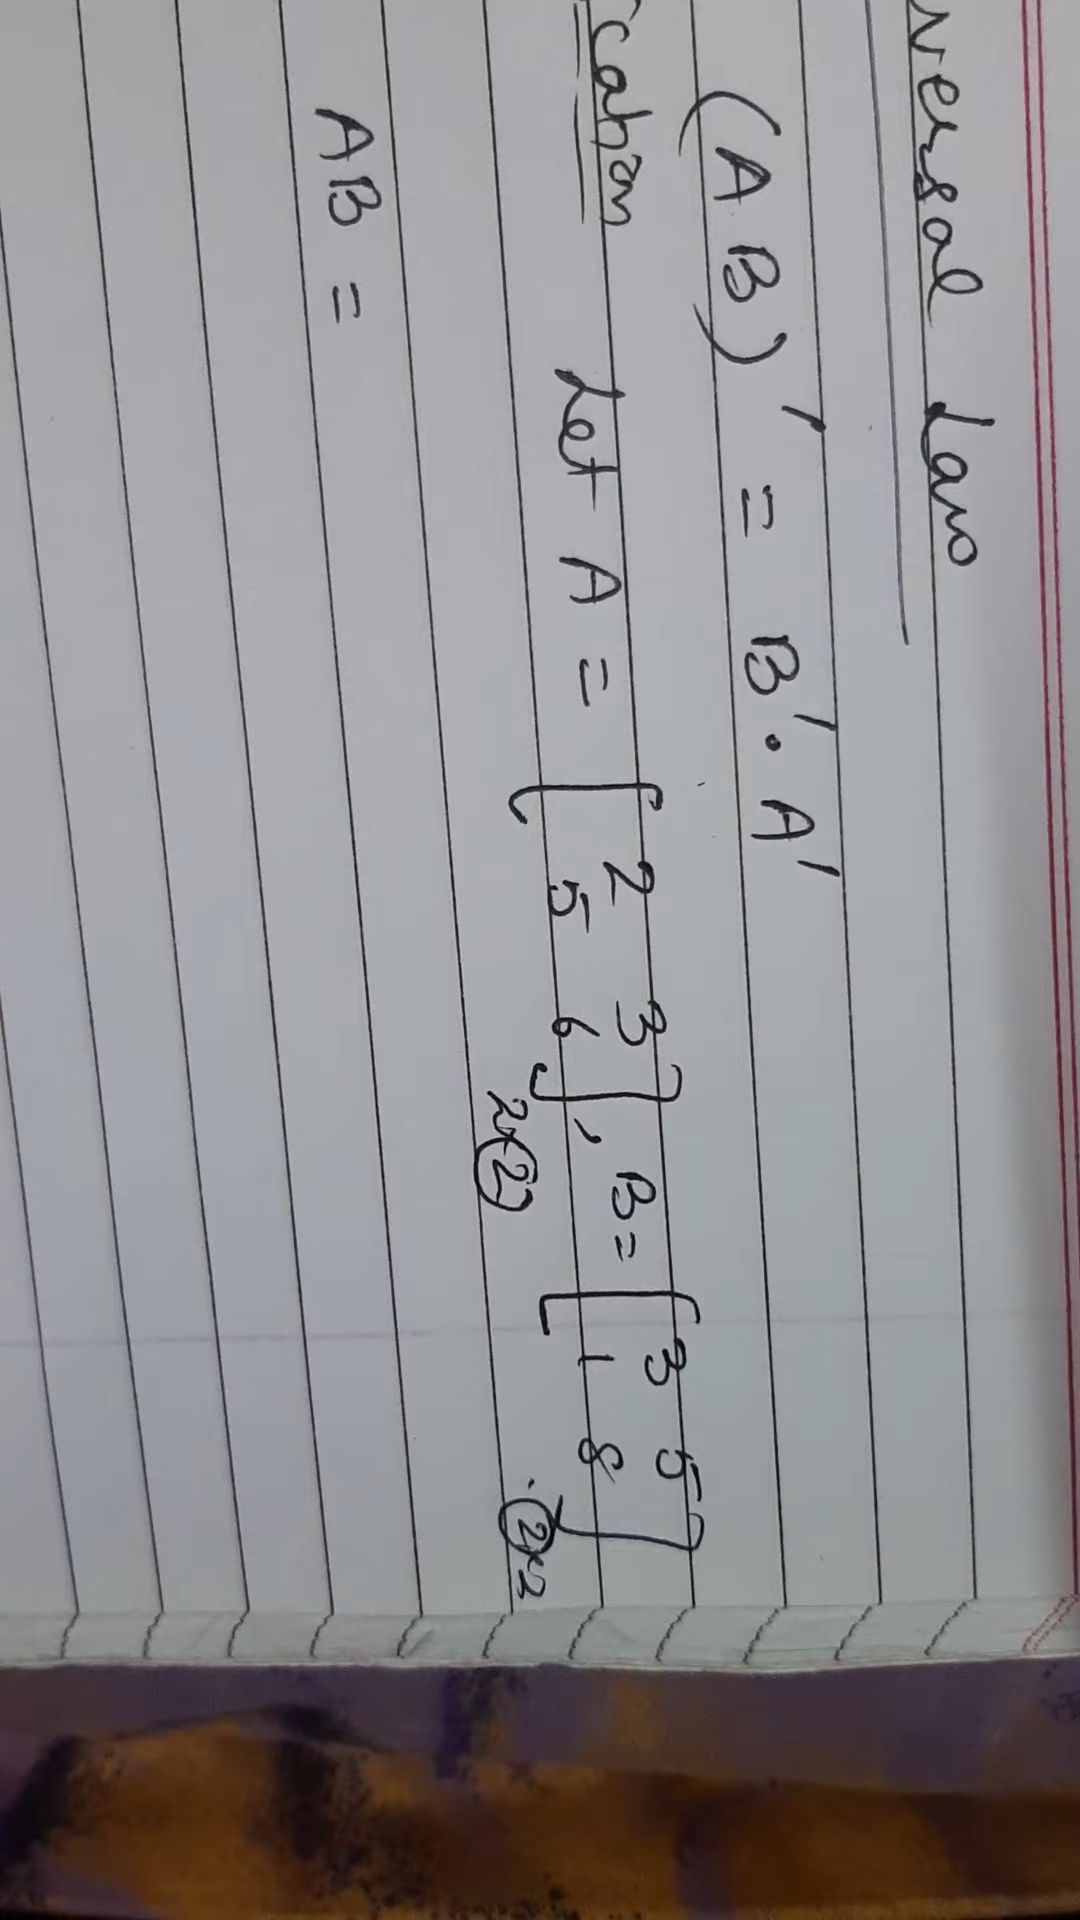 versal Law
(AB)' = B'. A'
cation Let A = [2 3
5 6] 2×2, B = [3 5
1 8] 2×2
AB =